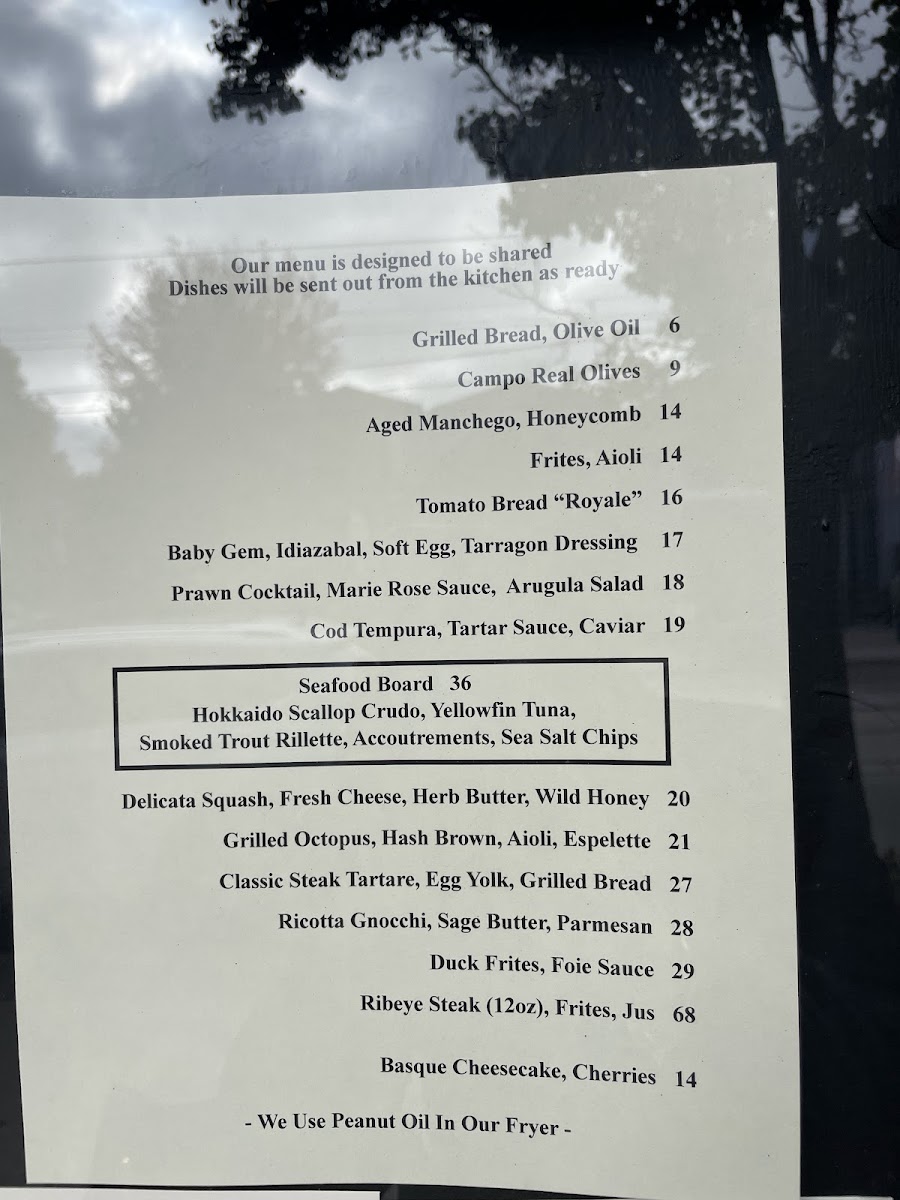 Our menu is designed to be shared
Dishes will be sent out from the kitchen as ready
Grilled Bread, Olive Oil 6
Campo Real Olives 9
Aged Manchego, Honeycomb 14
Frites, Aioli 14
Tomato Bread “Royale” 16
Baby Gem, Idiazabal, Soft Egg, Tarragon Dressing 17
Prawn Cocktail, Marie Rose Sauce, Arugula Salad 18
Cod Tempura, Tartar Sauce, Caviar 19
Seafood Board 36
Hokkaido Scallop Crudo, Yellowfin Tuna,
Smoked Trout Rillette, Accoutrements, Sea Salt Chips
Delicata Squash, Fresh Cheese, Herb Butter, Wild Honey 20
Grilled Octopus, Hash Brown, Aioli, Espelette 21
Classic Steak Tartare, Egg Yolk, Grilled Bread 27
Ricotta Gnocchi, Sage Butter, Parmesan 28
Duck Frites, Foie Sauce 29
Ribeye Steak (12oz), Frites, Jus 68
Basque Cheesecake, Cherries 14
- We Use Peanut Oil In Our Fryer -